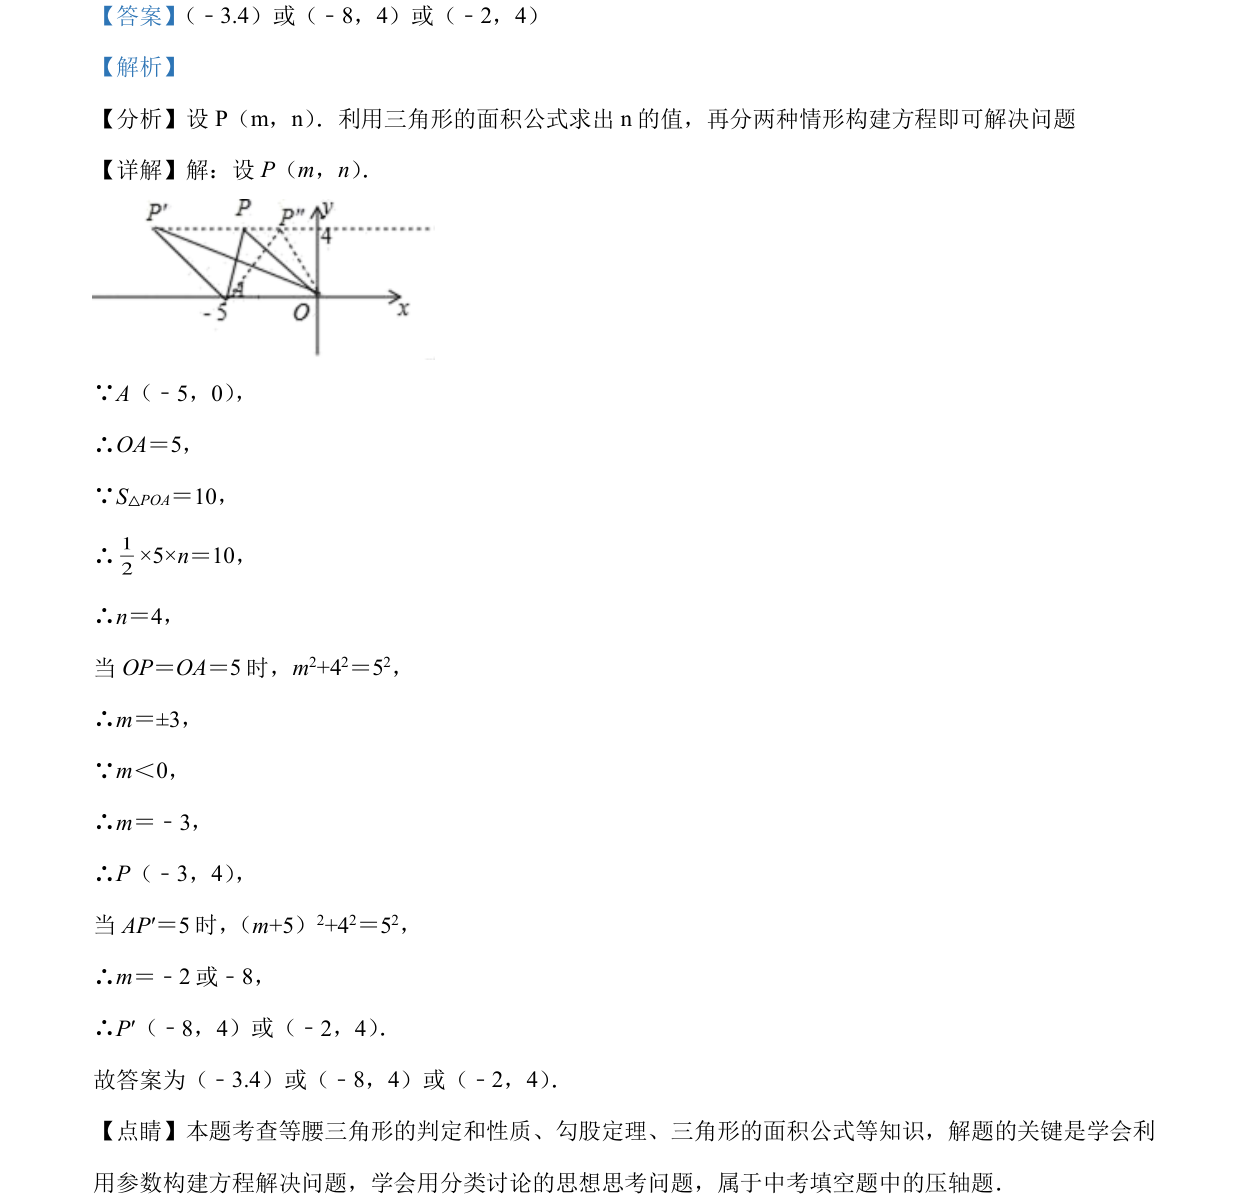 【答案】(﹣3.4）或（﹣8，4）或（﹣2，4）
【解析】
【分析】设 P（m，n）．利用三角形的面积公式求出 n 的值，再分两种情形构建方程即可解决问题
【详解】解：设 P（m，n）．
P′ P P″ y
4
A
-5 O x
∵A（﹣5，0），
∴OA＝5，
∵S△POA＝10，
∴1/2×5×n＝10，
∴n＝4，
当 OP＝OA＝5 时，m²+4²＝5²，
∴m＝±3，
∵m＜0，
∴m＝﹣3，
∴P（﹣3，4），
当 AP′＝5 时，（m+5）²+4²＝5²，
∴m＝﹣2 或﹣8，
∴P′（﹣8，4）或（﹣2，4）．
故答案为（﹣3.4）或（﹣8，4）或（﹣2，4）．
【点睛】本题考查等腰三角形的判定和性质、勾股定理、三角形的面积公式等知识，解题的关键是学会利
用参数构建方程解决问题，学会用分类讨论的思想思考问题，属于中考填空题中的压轴题．